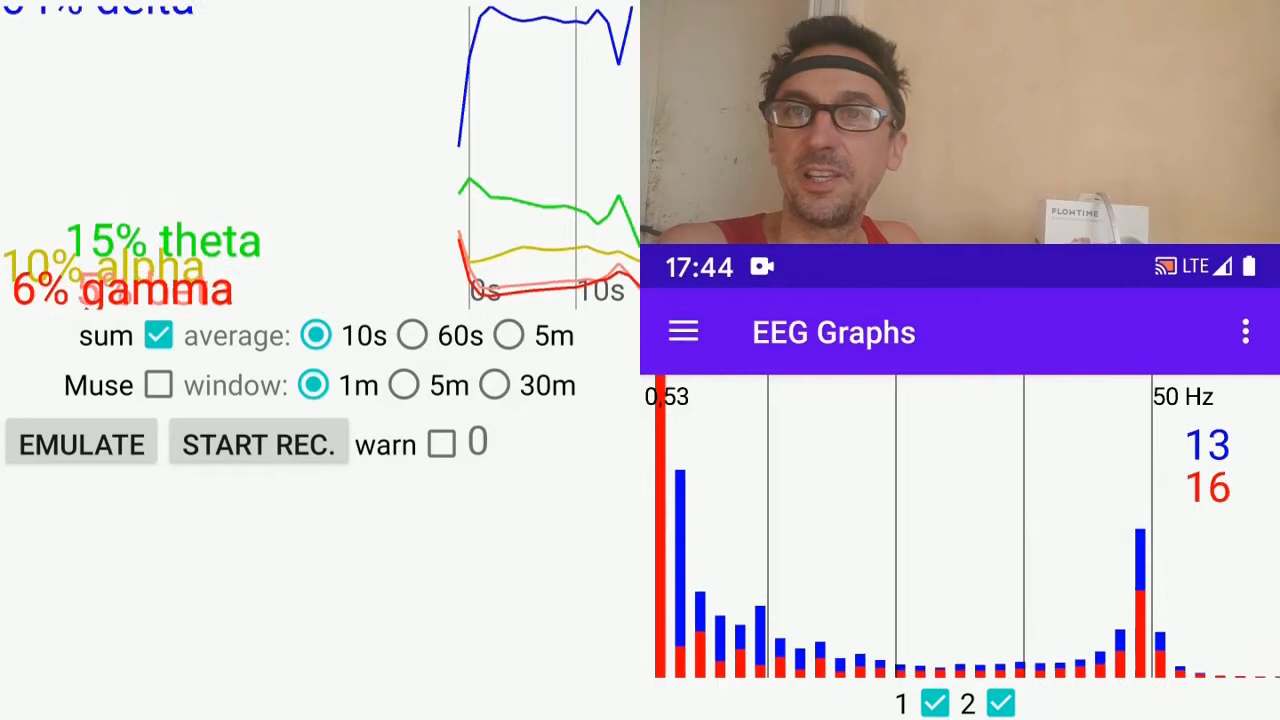 delta
15% theta
10% alpha
6% gamma
0s
10s
sum average: 10s 60s 5m
Muse window: 1m 5m 30m
EMULATE START REC. warn 0
FLOWTIME
17:44 LTE
EEG Graphs
0,53 50 Hz
13
16
1 2